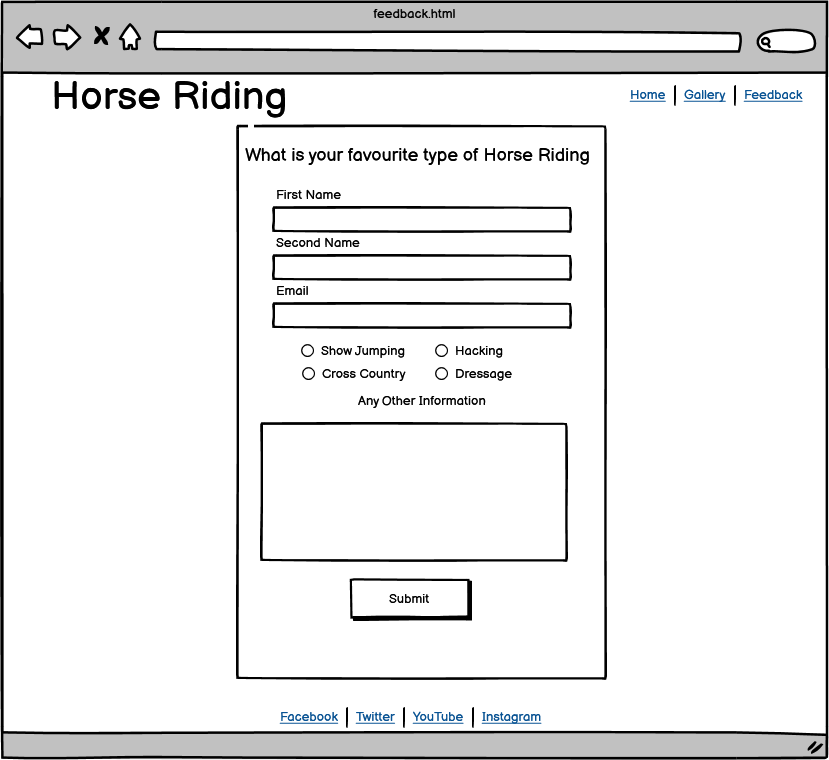 feedback.html
Horse Riding
Home Gallery Feedback
What is your favourite type of Horse Riding
First Name
Second Name
Email
Show Jumping Hacking
Cross Country Dressage
Any Other Information
Submit
Facebook Twitter YouTube Instagram